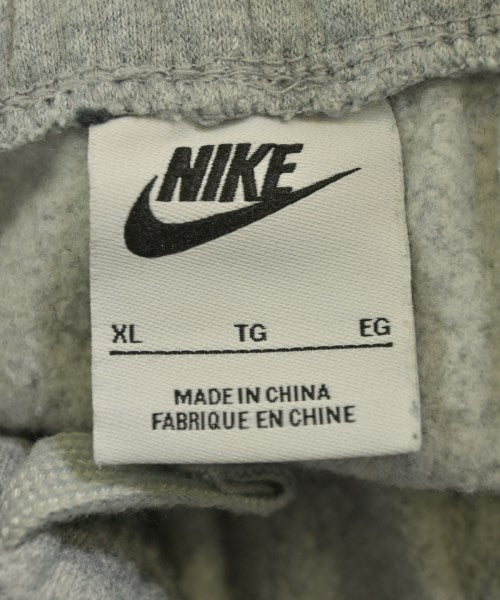 NIKE
XL TG EG
MADE IN CHINA
FABRIQUE EN CHINE